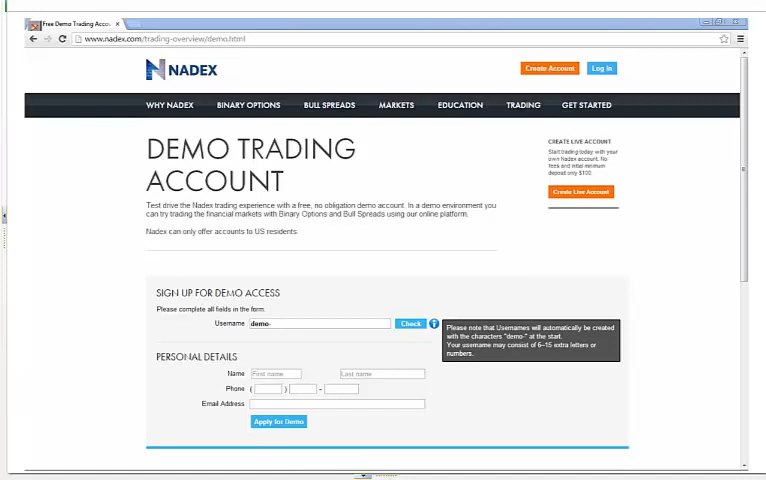 Free Demo Trading Accou
www.nadex.com/trading-overview/demo.html
NADEX
Create Account
Log In
WHY NADEX BINARY OPTIONS BULL SPREADS MARKETS EDUCATION TRADING GET STARTED
DEMO TRADING
ACCOUNT
Test drive the Nadex trading experience with a free, no obligation demo account. In a demo environment you
can try trading the financial markets with Binary Options and Bull Spreads using our online platform.
Nadex can only offer accounts to US residents
CREATE LIVE ACCOUNT
Start trading today with your
own Nadex account. No
fees and initial minimum
deposit only $100.
Create Live Account
SIGN UP FOR DEMO ACCESS
Please complete all fields in the form.
Username demo- Check i
Please note that Usernames will automatically be created
with the characters "demo-" at the start.
Your username may consist of 6-15 extra letters or
numbers.
PERSONAL DETAILS
Name First name Last name
Phone ( ) -
Email Address
Apply for Demo